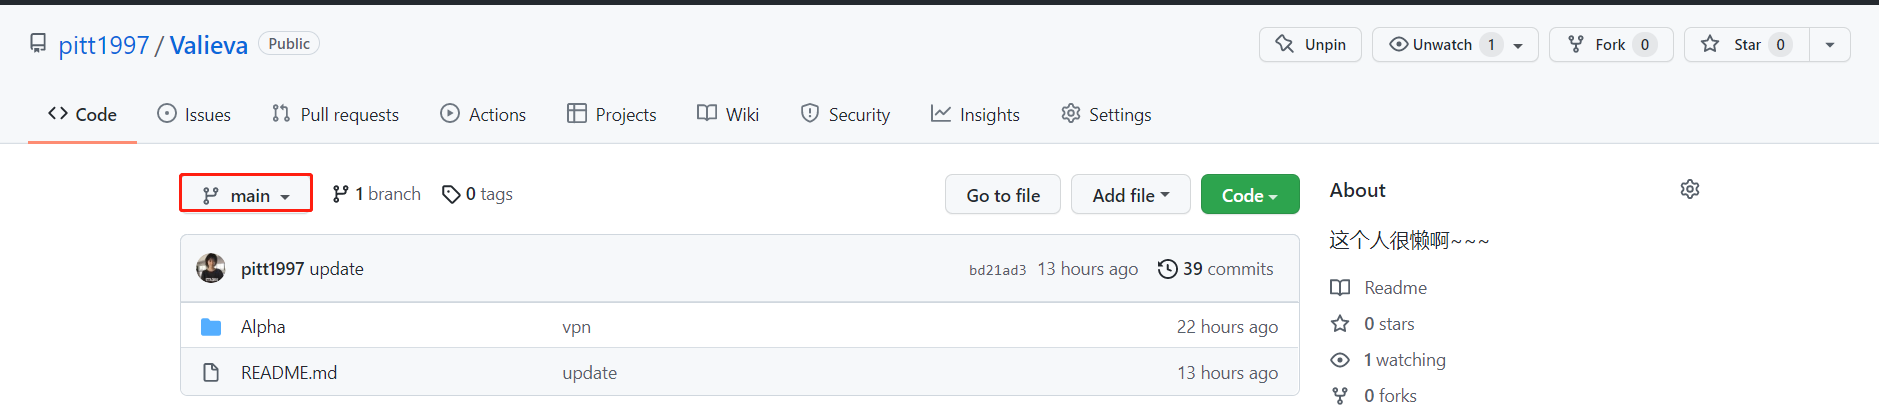 pitt1997 / Valieva Public Unpin Unwatch 1 Fork 0 Star 0
Code Issues Pull requests Actions Projects Wiki Security Insights Settings
main 1 branch 0 tags Go to file Add file Code
About
这个人很懒啊~~~
pitt1997 update bd21ad3 13 hours ago 39 commits
Readme
Alpha vpn 22 hours ago
0 stars
1 watching
README.md update 13 hours ago
0 forks